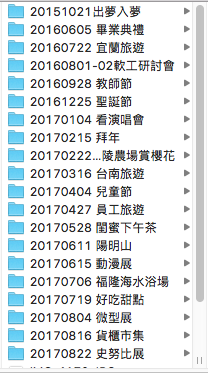 20151021出夢入夢
20160605 畢業典禮
20160722 宜蘭旅遊
20160801-02軟工研討會
20160928 教師節
20161225 聖誕節
20170104 看演唱會
20170215 拜年
20170222...陵農場賞櫻花
20170316 台南旅遊
20170404 兒童節
20170427 員工旅遊
20170528 閨蜜下午茶
20170611 陽明山
20170615 動漫展
20170706 福隆海水浴場
20170719 好吃甜點
20170804 微型展
20170816 貨櫃市集
20170822 史努比展